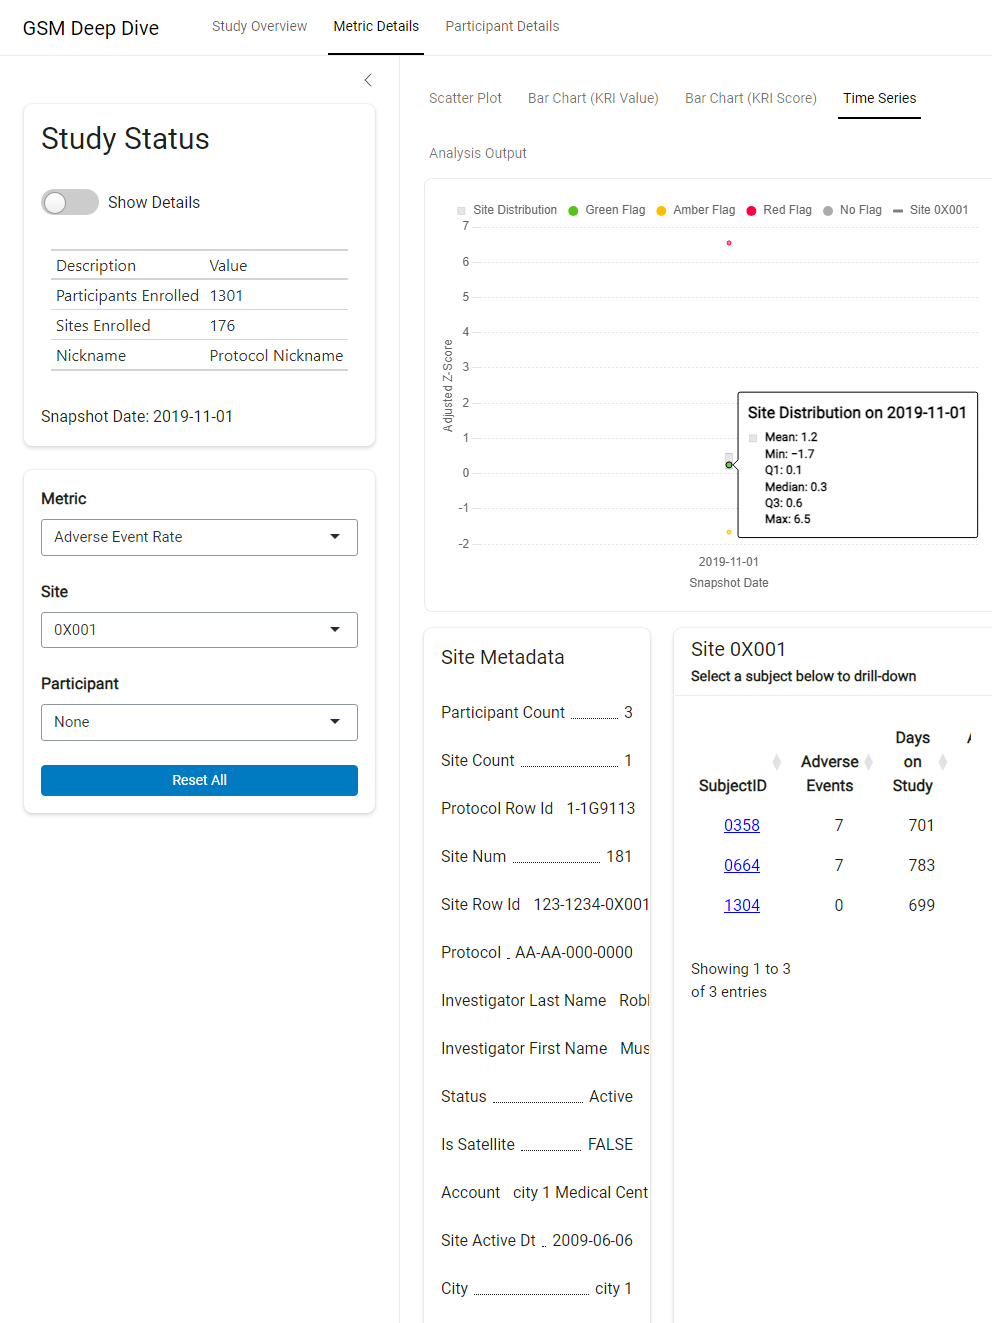 GSM Deep Dive
Study Overview
Metric Details
Participant Details
Study Status
Show Details
Description Value
Participants Enrolled 1301
Sites Enrolled 176
Nickname Protocol Nickname
Snapshot Date: 2019-11-01
Metric
Adverse Event Rate
Site
0X001
Participant
None
Reset All
Scatter Plot
Bar Chart (KRI Value)
Bar Chart (KRI Score)
Time Series
Analysis Output
Site Distribution Green Flag Amber Flag Red Flag No Flag Site 0X001
7
6
5
4
3
2
1
0
-1
-2
Adjusted Z-Score
Site Distribution on 2019-11-01
Mean: 1.2
Min: −1.7
Q1: 0.1
Median: 0.3
Q3: 0.6
Max: 6.5
2019-11-01
Snapshot Date
Site Metadata
Participant Count 3
Site Count 1
Protocol Row Id 1-1G9113
Site Num 181
Site Row Id 123-1234-0X001
Protocol AA-AA-000-0000
Investigator Last Name Robl
Investigator First Name Mus
Status Active
Is Satellite FALSE
Account city 1 Medical Cent
Site Active Dt 2009-06-06
City city 1
Site 0X001
Select a subject below to drill-down
SubjectID
Adverse
Events
Days
on
Study
0358 7 701
0664 7 783
1304 0 699
Showing 1 to 3
of 3 entries